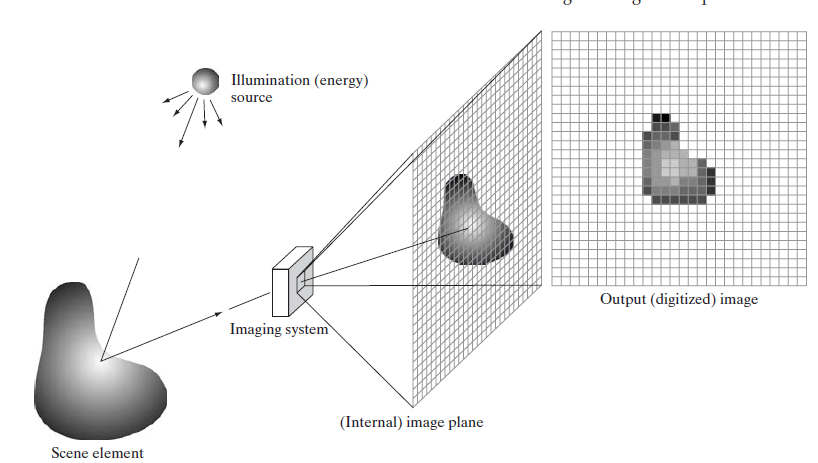 Illumination (energy)
source
Output (digitized) image
Imaging system
(Internal) image plane
Scene element